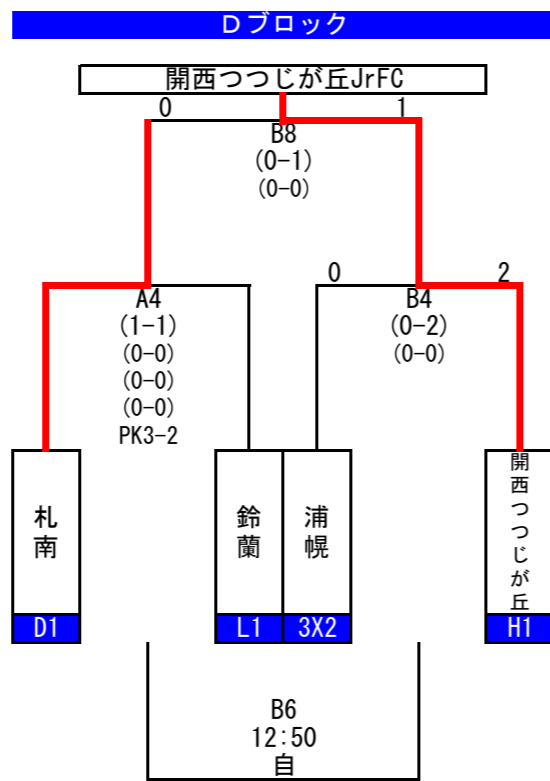 Dブロック
開西つつじが丘JrFC
0 1
B8
(0-1)
(0-0)
0 2
A4 B4
(1-1) (0-2)
(0-0) (0-0)
(0-0)
(0-0)
PK3-2
札南
鈴蘭
浦幌
開西つつじが丘
D1 L1 3X2 H1
B6
12:50
自